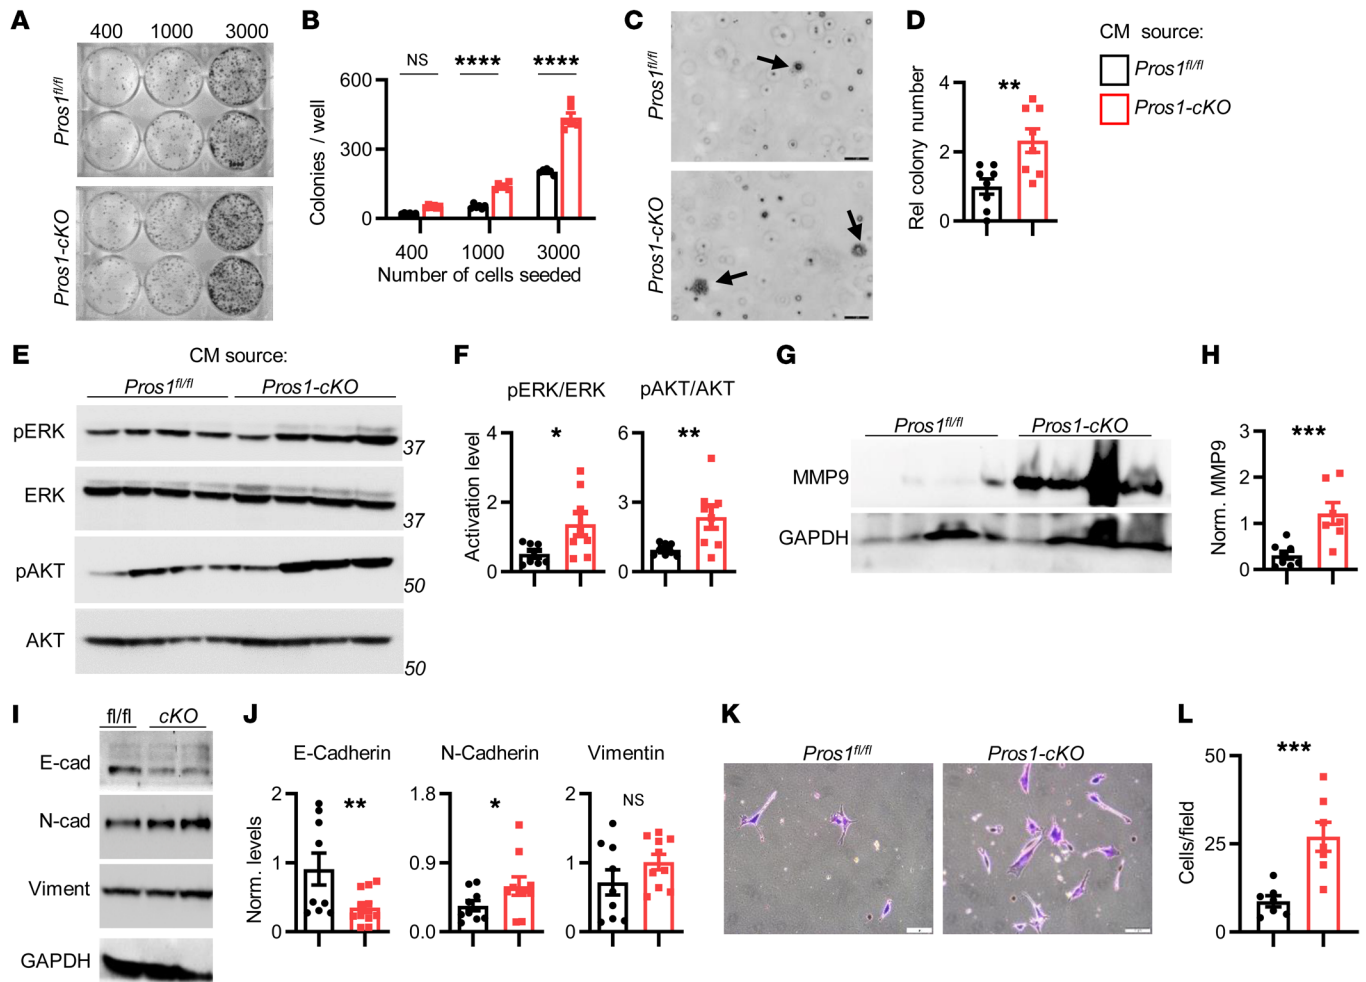 A
400 1000 3000
Pros1fl/fl
Pros1-cKO
B
NS **** ****
600
300
0
Colonies / well
400 1000 3000
Number of cells seeded
C
Pros1fl/fl
Pros1-cKO
D
**
4
2
0
Rel colony number
CM source:
Pros1fl/fl
Pros1-cKO
E
CM source:
Pros1fl/fl Pros1-cKO
pERK
37
ERK
37
pAKT
50
AKT
50
F
pERK/ERK pAKT/AKT
* **
4
2
0
Activation level
6
3
0
G
Pros1fl/fl Pros1-cKO
MMP9
GAPDH
H
***
3
2
1
0
Norm. MMP9
I
fl/fl cKO
E-cad
N-cad
Viment
GAPDH
J
E-Cadherin N-Cadherin Vimentin
** * NS
2
1
0
Norm. levels
1.8
0.9
0.0
2
1
0
K
Pros1fl/fl Pros1-cKO
L
***
50
25
0
Cells/field